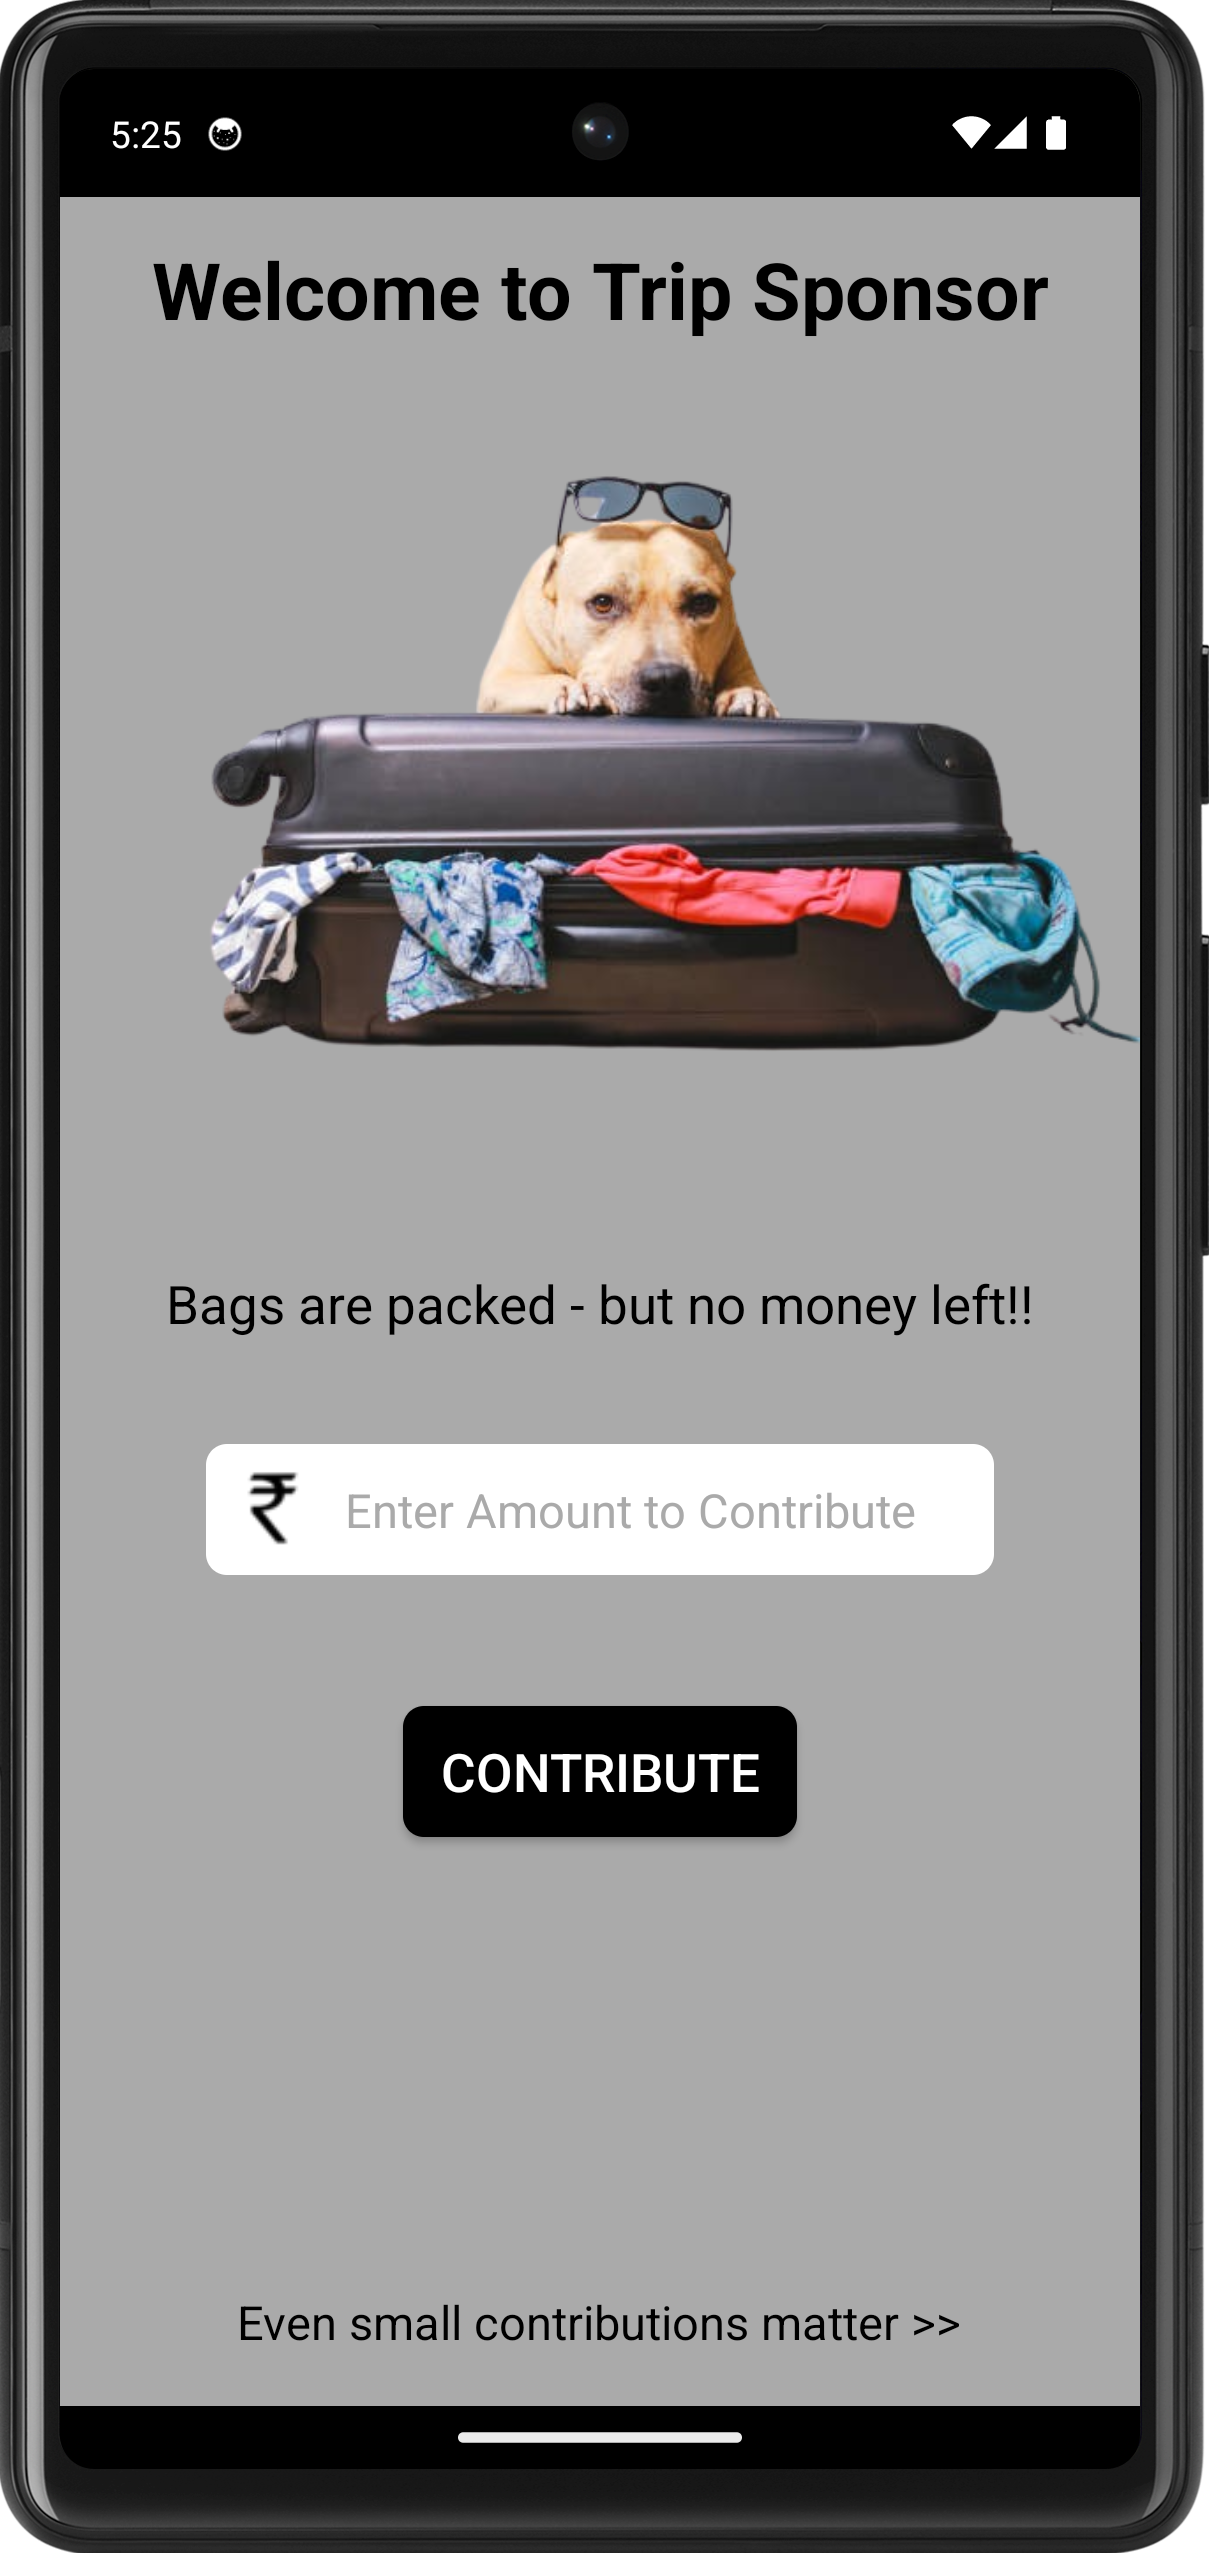 5:25
Welcome to Trip Sponsor
Bags are packed - but no money left!!
₹ Enter Amount to Contribute
CONTRIBUTE
Even small contributions matter >>